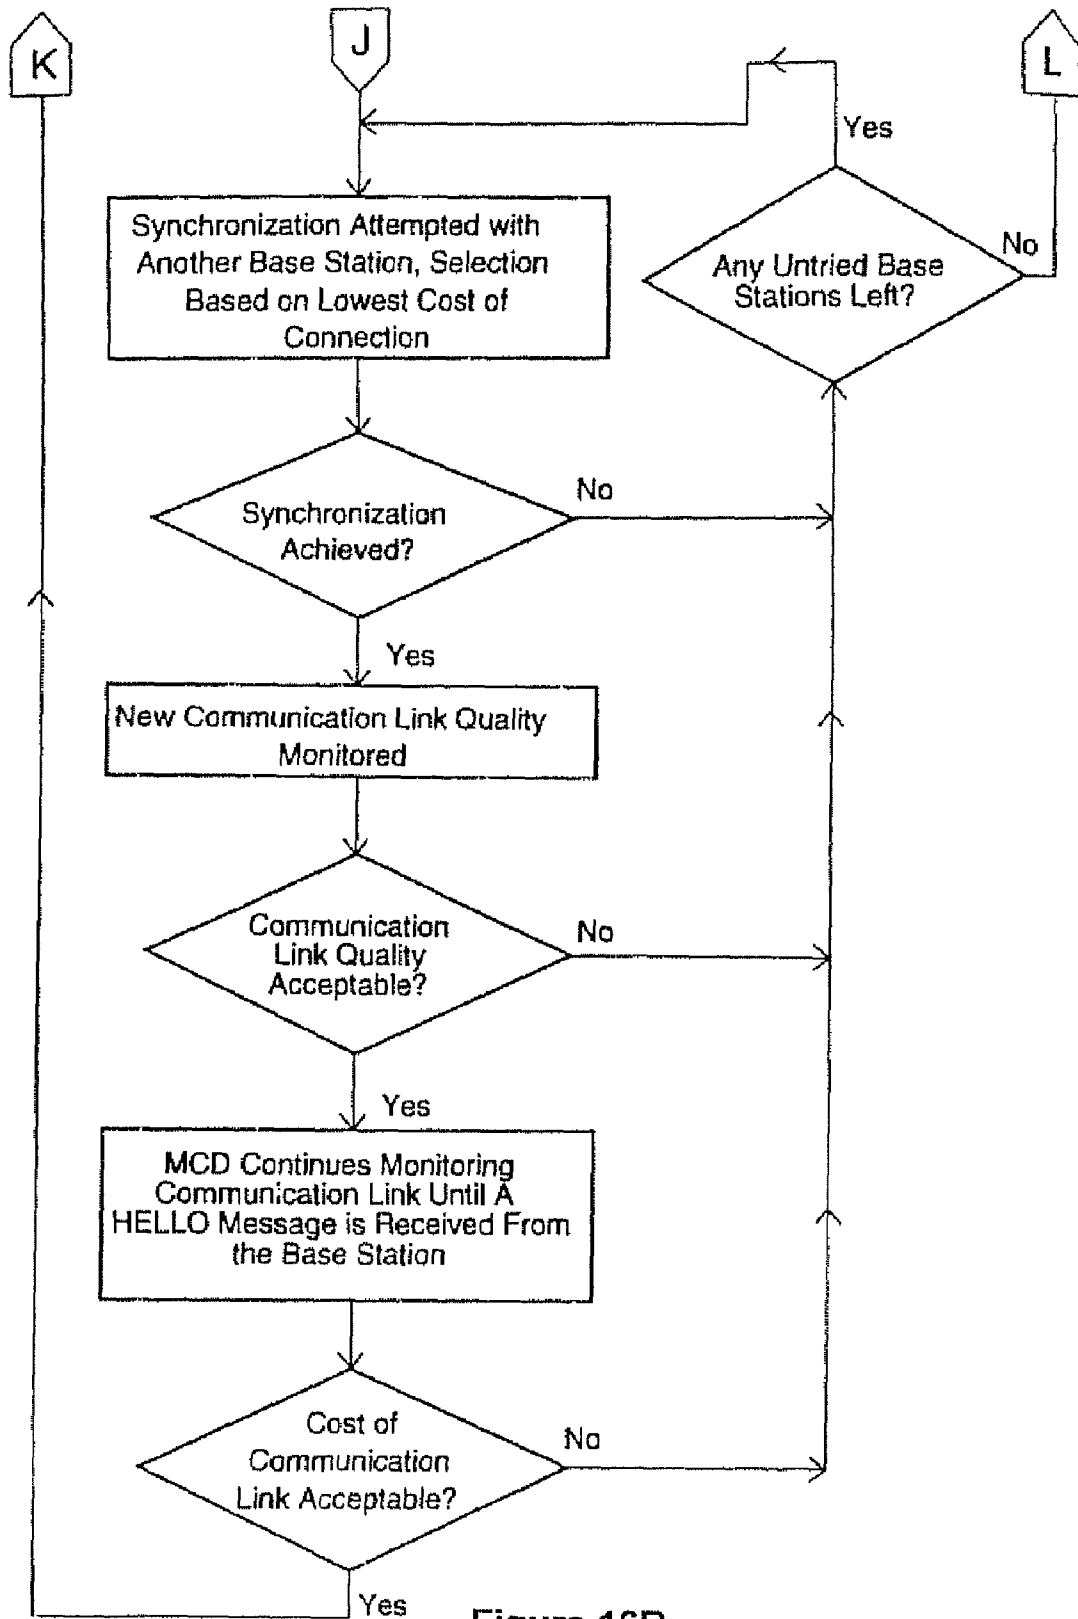 K
J
L
Yes
Synchronization Attempted with
Another Base Station, Selection
Based on Lowest Cost of
Connection
Any Untried Base
Stations Left?
No
Synchronization
Achieved?
No
Yes
New Communication Link Quality
Monitored
Communication
Link Quality
Acceptable?
No
Yes
MCD Continues Monitoring
Communication Link Until A
HELLO Message is Received From
the Base Station
Cost of
Communication
Link Acceptable?
No
Yes